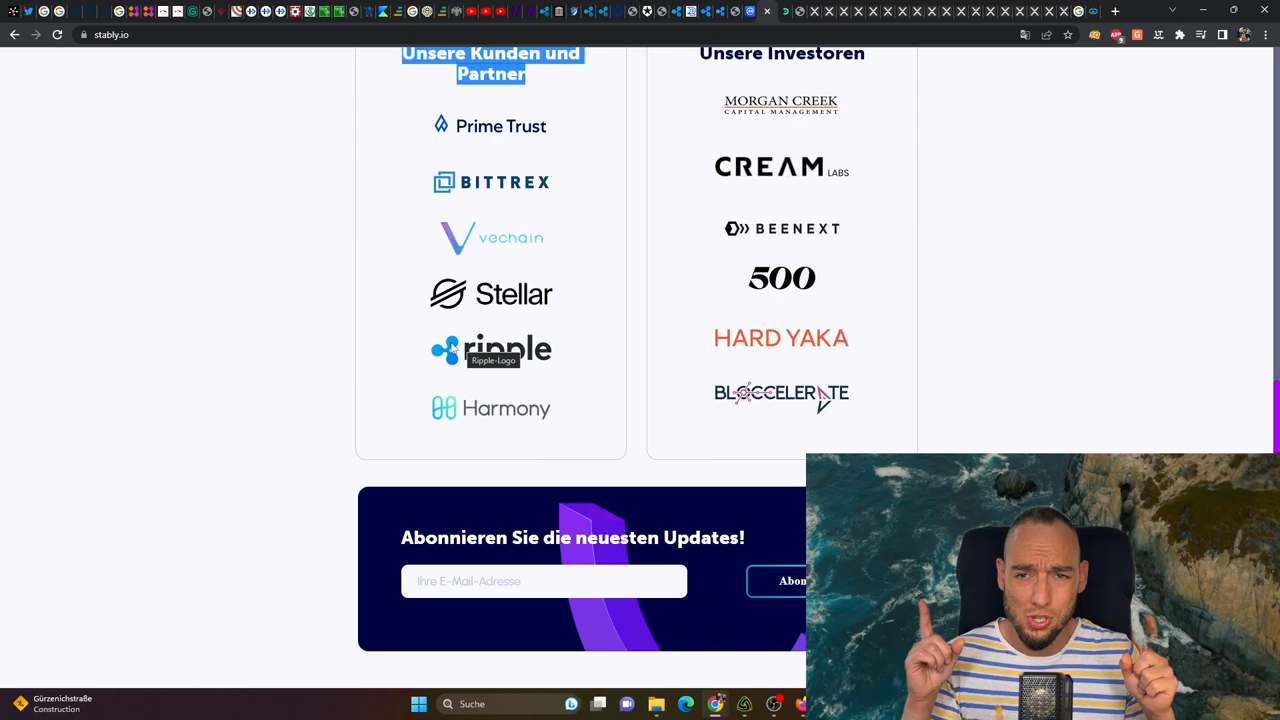 stably.io
Unsere Kunden und
Partner
Prime Trust
BITTREX
vechain
Stellar
ripple
Ripple-Logo
Harmony
Unsere Investoren
MORGAN CREEK
CAPITAL MANAGEMENT
CREAM LABS
BEENEXT
500
HARD YAKA
BLOCCELERATE
Abonnieren Sie die neuesten Updates!
Ihre E-Mail-Adresse
Abon
Gürzenichstraße
Construction
Suche